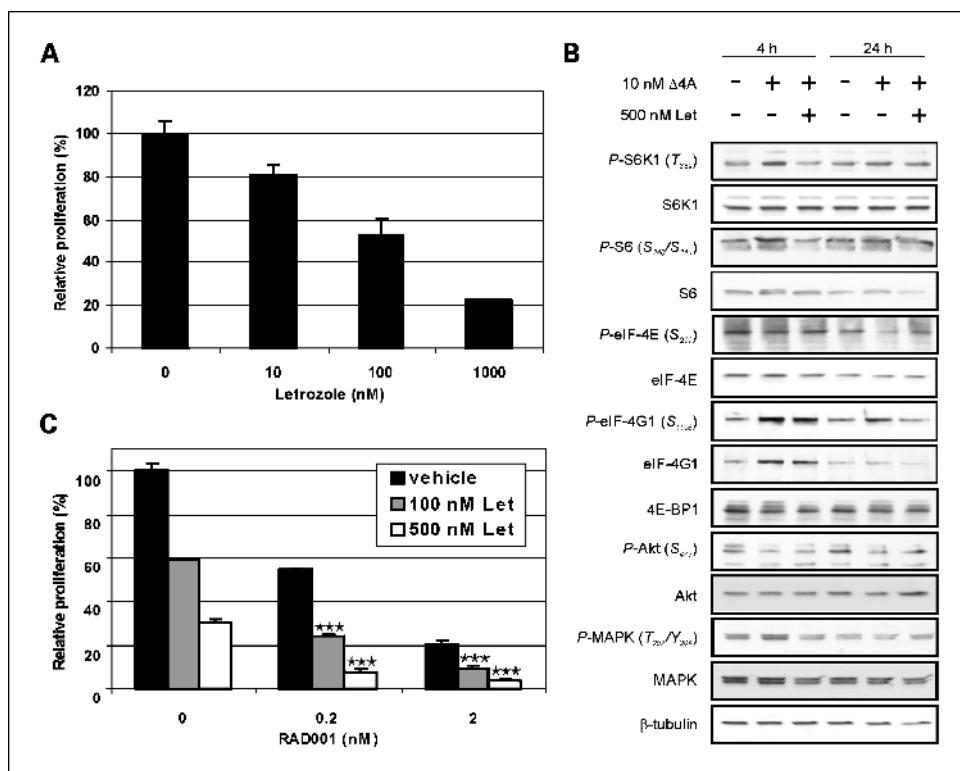 A
120
100
80
60
40
20
0
Relative proliferation (%)
0 10 100 1000
Letrozole (nM)
B
4 h 24 h
10 nM Δ4A - + + - + +
500 nM Let - - + - - +
P-S6K1 (T
S6K1
P-S6 (S
S6
P-eIF-4E (S
eIF-4E
P-eIF-4G1 (S
eIF-4G1
4E-BP1
P-Akt (S
Akt
P-MAPK (T
MAPK
β-tubulin
C
100
80
60
40
20
0
Relative proliferation (%)
vehicle
100 nM Let
500 nM Let
*** *** *** ***
0 0.2 2
RAD001 (nM)